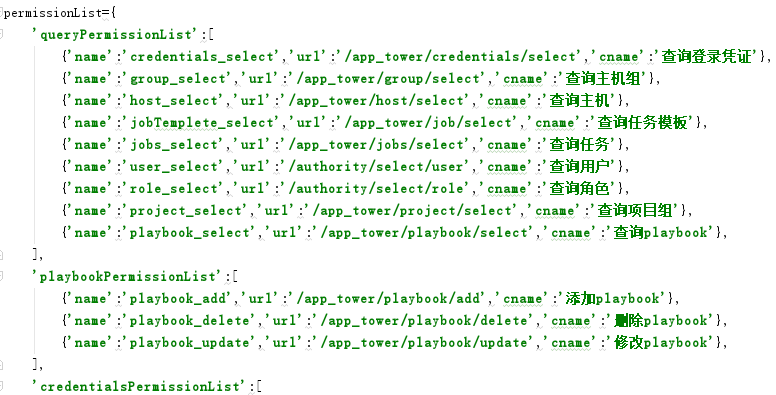 permissionList={
'queryPermissionList':[
{'name':'credentials_select','url':'/app_tower/credentials/select','cname':'查询登录凭证'},
{'name':'group_select','url':'/app_tower/group/select','cname':'查询主机组'},
{'name':'host_select','url':'/app_tower/host/select','cname':'查询主机'},
{'name':'jobTemplete_select','url':'/app_tower/job/select','cname':'查询任务模板'},
{'name':'jobs_select','url':'/app_tower/jobs/select','cname':'查询任务'},
{'name':'user_select','url':'/authority/select/user','cname':'查询用户'},
{'name':'role_select','url':'/authority/select/role','cname':'查询角色'},
{'name':'project_select','url':'/app_tower/project/select','cname':'查询项目组'},
{'name':'playbook_select','url':'/app_tower/playbook/select','cname':'查询playbook'},
],
'playbookPermissionList':[
{'name':'playbook_add','url':'/app_tower/playbook/add','cname':'添加playbook'},
{'name':'playbook_delete','url':'/app_tower/playbook/delete','cname':'删除playbook'},
{'name':'playbook_update','url':'/app_tower/playbook/update','cname':'修改playbook'},
],
'credentialsPermissionList':[